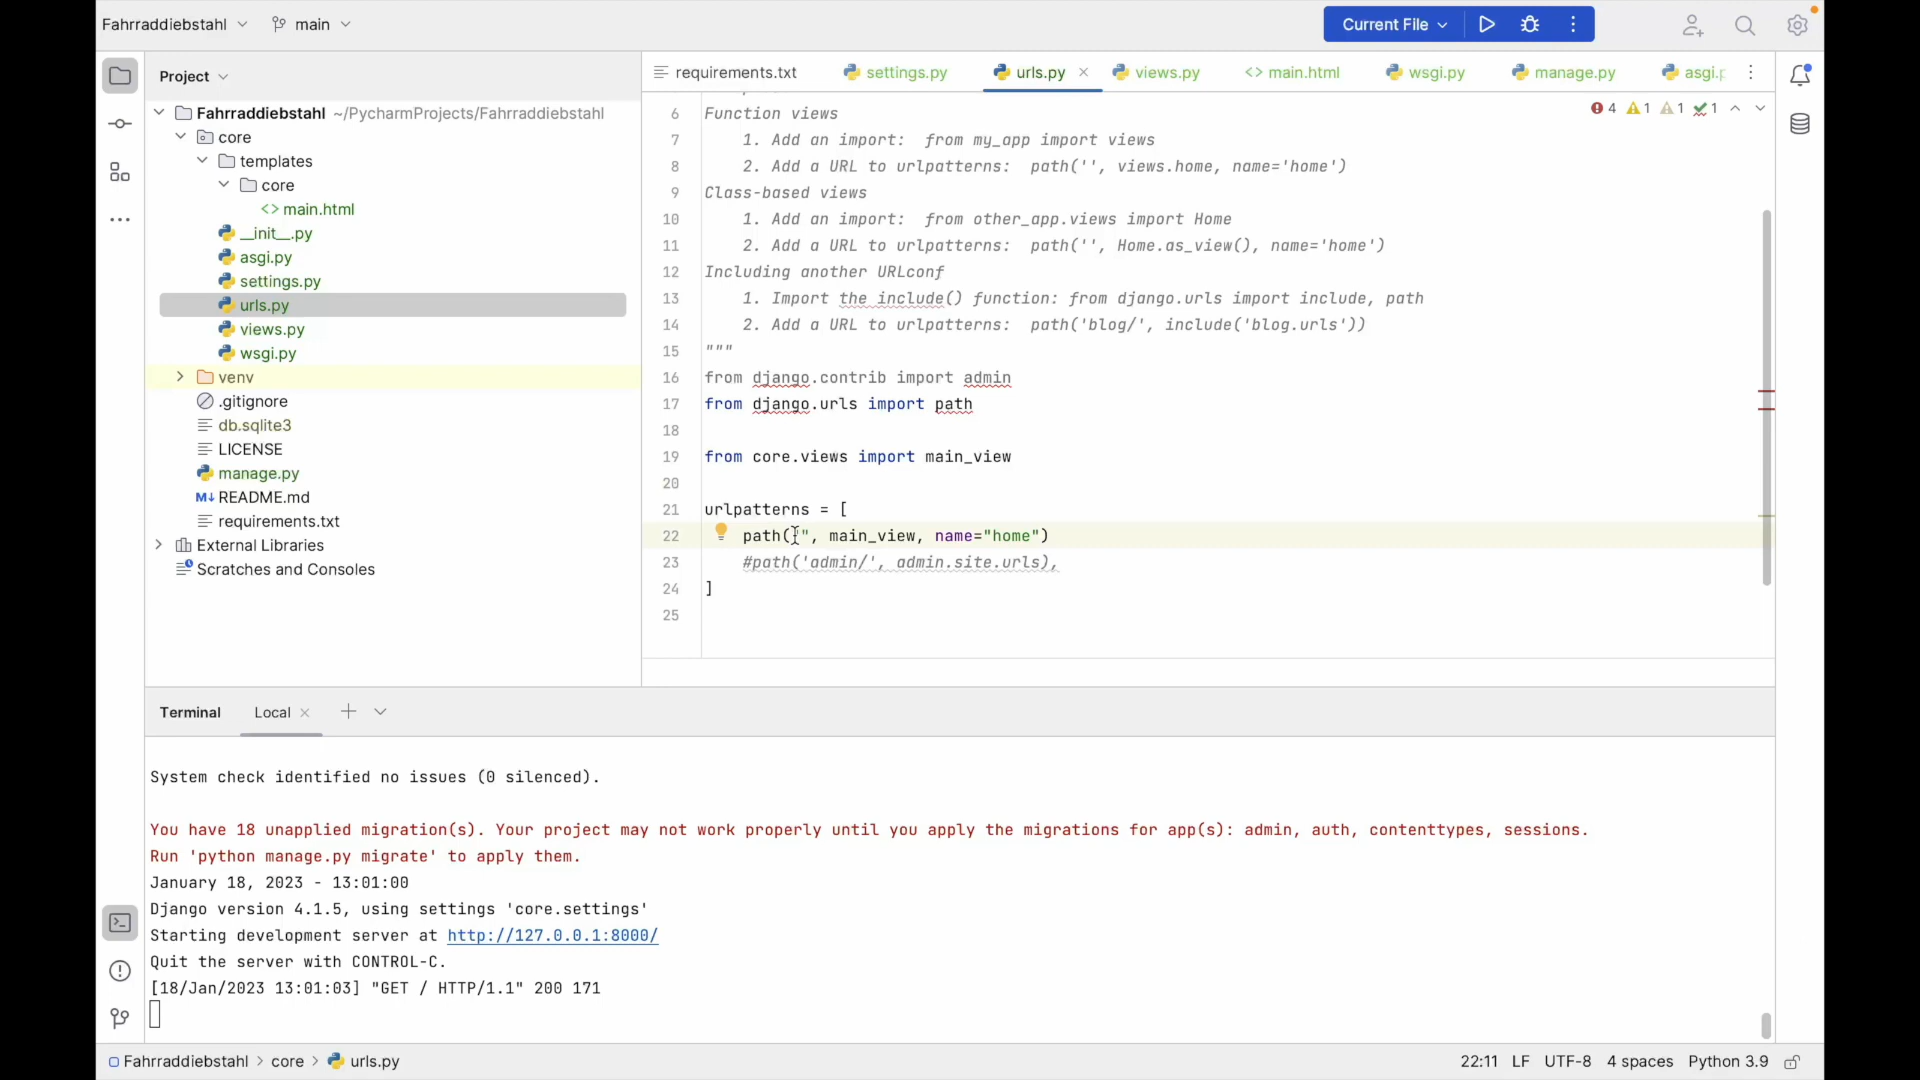 Fahrraddiebstahl main Current File
Project
requirements.txt settings.py urls.py views.py main.html wsgi.py manage.py asgi.p
Fahrraddiebstahl ~/PycharmProjects/Fahrraddiebstahl
core
templates
core
main.html
__init__.py
asgi.py
settings.py
urls.py
views.py
wsgi.py
venv
.gitignore
db.sqlite3
LICENSE
manage.py
README.md
requirements.txt
External Libraries
Scratches and Consoles
4 1 1 1
6 Function views
7 1. Add an import:  from my_app import views
8 2. Add a URL to urlpatterns:  path('', views.home, name='home')
9 Class-based views
10 1. Add an import:  from other_app.views import Home
11 2. Add a URL to urlpatterns:  path('', Home.as_view(), name='home')
12 Including another URLconf
13 1. Import the include() function: from django.urls import include, path
14 2. Add a URL to urlpatterns:  path('blog/', include('blog.urls'))
15 """
16 from django.contrib import admin
17 from django.urls import path
18
19 from core.views import main_view
20
21 urlpatterns = [
22 path("", main_view, name="home")
23 #path('admin/', admin.site.urls),
24 ]
25
Terminal Local
System check identified no issues (0 silenced).
You have 18 unapplied migration(s). Your project may not work properly until you apply the migrations for app(s): admin, auth, contenttypes, sessions.
Run 'python manage.py migrate' to apply them.
January 18, 2023 - 13:01:00
Django version 4.1.5, using settings 'core.settings'
Starting development server at http://127.0.0.1:8000/
Quit the server with CONTROL-C.
[18/Jan/2023 13:01:03] "GET / HTTP/1.1" 200 171
Fahrraddiebstahl > core > urls.py 22:11 LF UTF-8 4 spaces Python 3.9